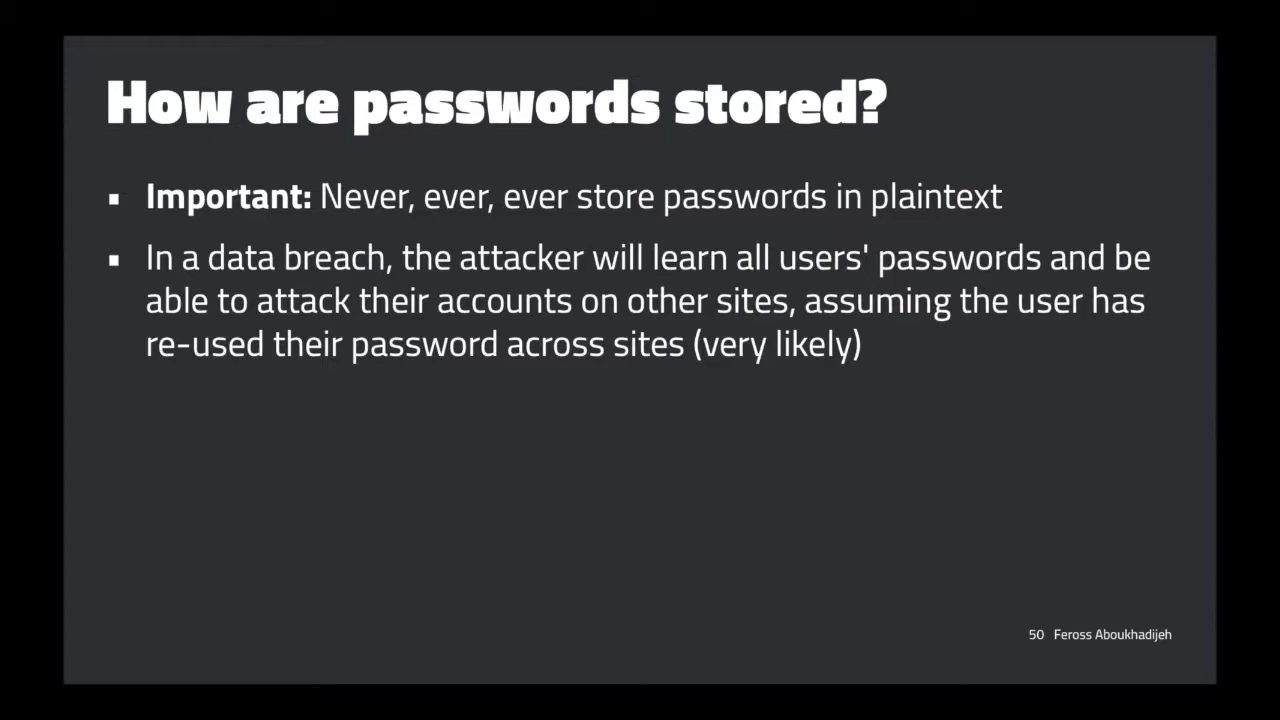 How are passwords stored?
▪ Important: Never, ever, ever store passwords in plaintext
▪ In a data breach, the attacker will learn all users' passwords and be
able to attack their accounts on other sites, assuming the user has
re-used their password across sites (very likely)
50 Feross Aboukhadijeh